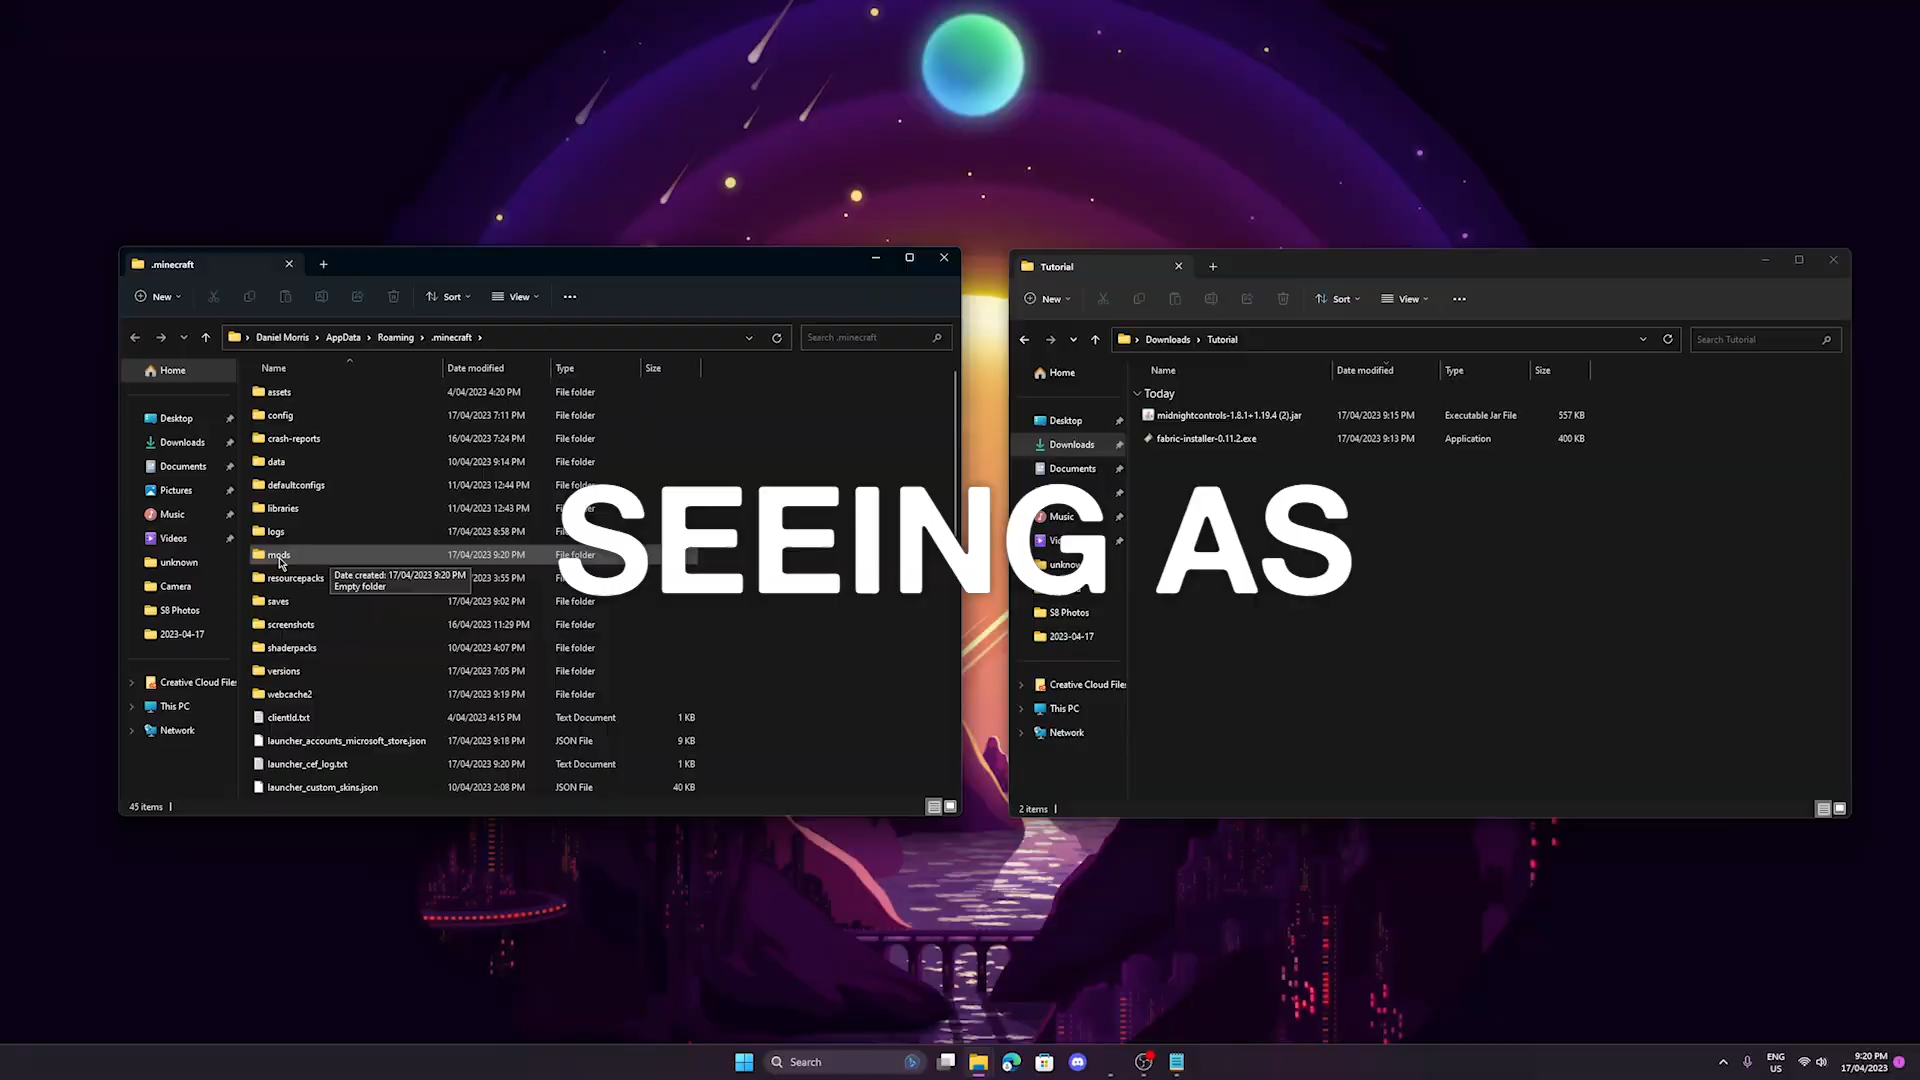 .minecraft
New
Sort
View
Daniel Morris > AppData > Roaming > .minecraft >
Search .minecraft
Home
Desktop
Downloads
Documents
Pictures
Music
Videos
unknown
Camera
S8 Photos
2023-04-17
Creative Cloud Files
This PC
Network
Name Date modified Type Size
assets 4/04/2023 4:20 PM File folder
config 17/04/2023 7:11 PM File folder
crash-reports 16/04/2023 7:24 PM File folder
data 10/04/2023 9:14 PM File folder
defaultconfigs 11/04/2023 12:44 PM File folder
libraries 11/04/2023 12:43 PM
logs 17/04/2023 8:58 PM
mods 17/04/2023 9:20 PM File folder
resourcepacks 2023 3:55 PM
Date created: 17/04/2023 9:20 PM
Empty folder
saves 17/04/2023 9:02 PM File folder
screenshots 16/04/2023 11:29 PM File folder
shaderpacks 10/04/2023 4:07 PM File folder
versions 17/04/2023 7:05 PM File folder
webcache2 17/04/2023 9:19 PM File folder
clientId.txt 4/04/2023 4:15 PM Text Document 1 KB
launcher_accounts_microsoft_store.json 17/04/2023 9:18 PM JSON File 9 KB
launcher_cef_log.txt 17/04/2023 9:20 PM Text Document 1 KB
launcher_custom_skins.json 10/04/2023 2:08 PM JSON File 40 KB
45 items
SEEING AS
Tutorial
New
Sort
View
Downloads > Tutorial
Search Tutorial
Home
Desktop
Downloads
Documents
Music
unknow
S8 Photos
2023-04-17
Creative Cloud Files
This PC
Network
Name Date modified Type Size
Today
midnightcontrols-1.8.1+1.19.4 (2).jar 17/04/2023 9:15 PM Executable Jar File 557 KB
fabric-installer-0.11.2.exe 17/04/2023 9:13 PM Application 400 KB
2 items
Search
ENG
US
9:20 PM
17/04/2023